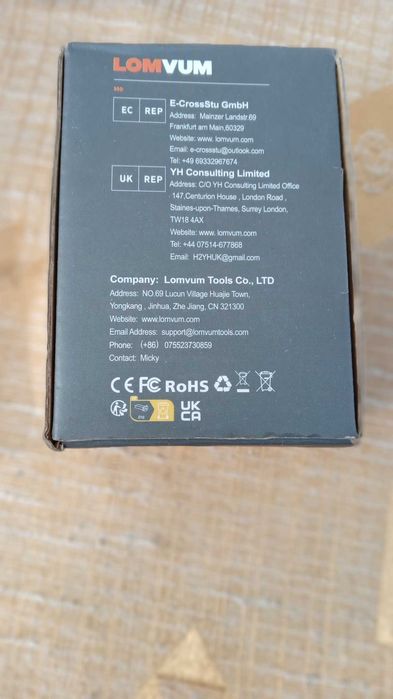 LOMVUM
EC REP
E-CrossStu GmbH
Address: Mainzer Landstr.69
Frankfurt am Main,60329
Website: www. lomvum.com
Email: e-crossstu@outlook.com
Tel: +49 69332967674
UK REP
YH Consulting Limited
Address: C/O YH Consulting Limited Office
147,Centurion House , London Road ,
Staines-upon-Thames, Surrey London,
TW18 4AX
Website: www. lomvum.com
Tel: +44 07514-677868
Email: H2YHUK@gmail.com
Company: Lomvum Tools Co., LTD
Address: NO.69 Lucun Village Huajie Town,
Yongkang , Jinhua, Zhe Jiang, CN 321300
Website: www.lomvum.com
Email Address: support@lomvumtools.com
Phone: (+86) 075523730859
Contact: Micky
CE FC RoHS
UK
CA